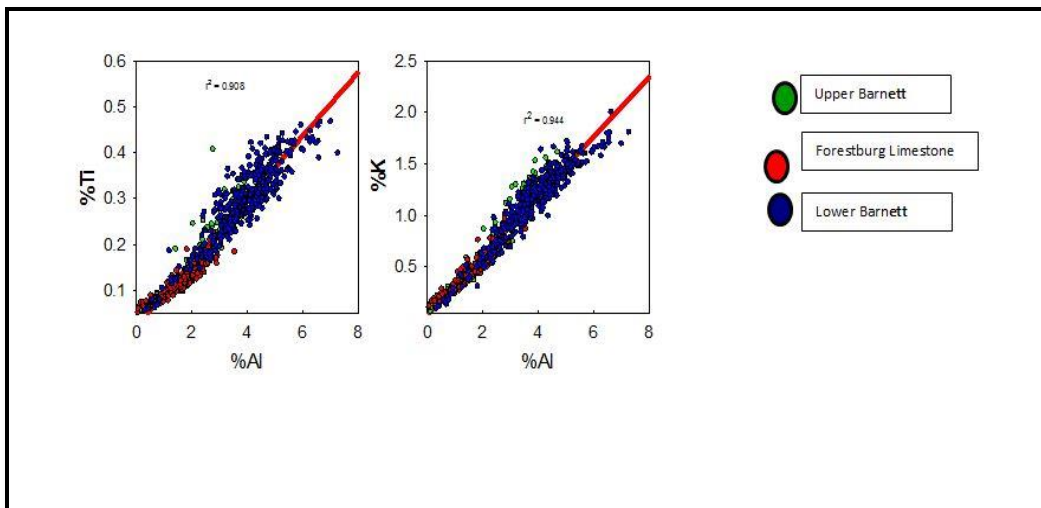 0.6
0.5
0.4
0.3
0.2
0.1
%Ti
r² = 0.908
0 2 4 6 8
%Al
2.5
2.0
1.5
1.0
0.5
%K
r² = 0.944
0 2 4 6 8
%Al
Upper Barnett
Forestburg Limestone
Lower Barnett